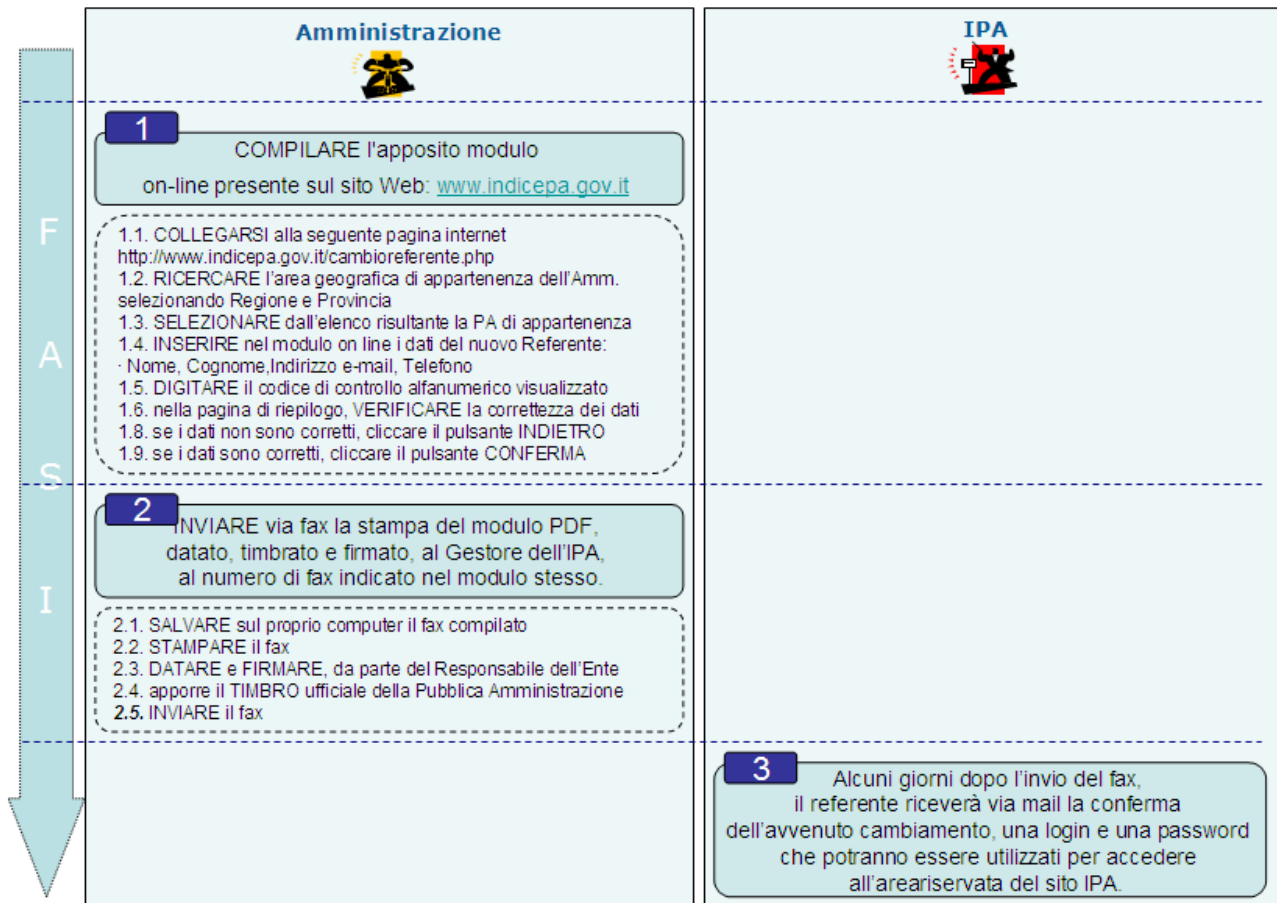 Amministrazione
IPA
F
A
S
I
1
COMPILARE l'apposito modulo
on-line presente sul sito Web: www.indicepa.gov.it
1.1. COLLEGARSI alla seguente pagina internet
http://www.indicepa.gov.it/cambioreferente.php
1.2. RICERCARE l'area geografica di appartenenza dell'Amm.
selezionando Regione e Provincia
1.3. SELEZIONARE dall'elenco risultante la PA di appartenenza
1.4. INSERIRE nel modulo on line i dati del nuovo Referente:
· Nome, Cognome,Indirizzo e-mail, Telefono
1.5. DIGITARE il codice di controllo alfanumerico visualizzato
1.6. nella pagina di riepilogo, VERIFICARE la correttezza dei dati
1.8. se i dati non sono corretti, cliccare il pulsante INDIETRO
1.9. se i dati sono corretti, cliccare il pulsante CONFERMA
2
INVIARE via fax la stampa del modulo PDF,
datato, timbrato e firmato, al Gestore dell'IPA,
al numero di fax indicato nel modulo stesso.
2.1. SALVARE sul proprio computer il fax compilato
2.2. STAMPARE il fax
2.3. DATARE e FIRMARE, da parte del Responsabile dell'Ente
2.4. apporre il TIMBRO ufficiale della Pubblica Amministrazione
2.5. INVIARE il fax
3
Alcuni giorni dopo l'invio del fax,
il referente riceverà via mail la conferma
dell'avvenuto cambiamento, una login e una password
che potranno essere utilizzati per accedere
all'areariservata del sito IPA.